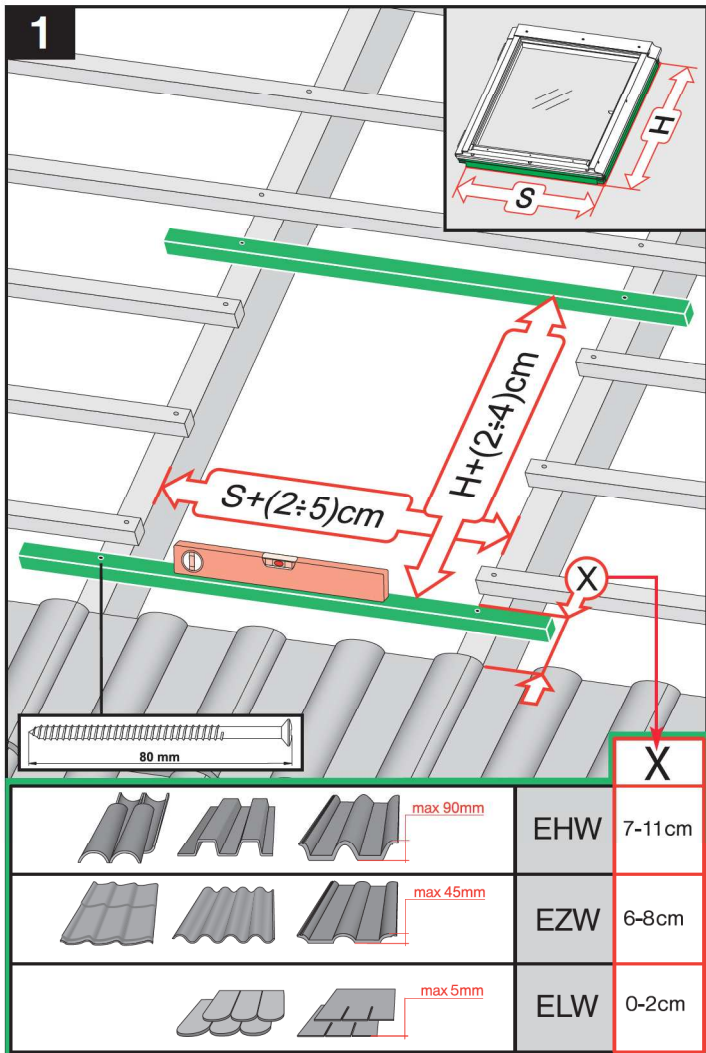 1
H
S
H+(2÷4)cm
S+(2÷5)cm
X
80 mm
X
max 90mm
EHW
7-11cm
max 45mm
EZW
6-8cm
max 5mm
ELW
0-2cm